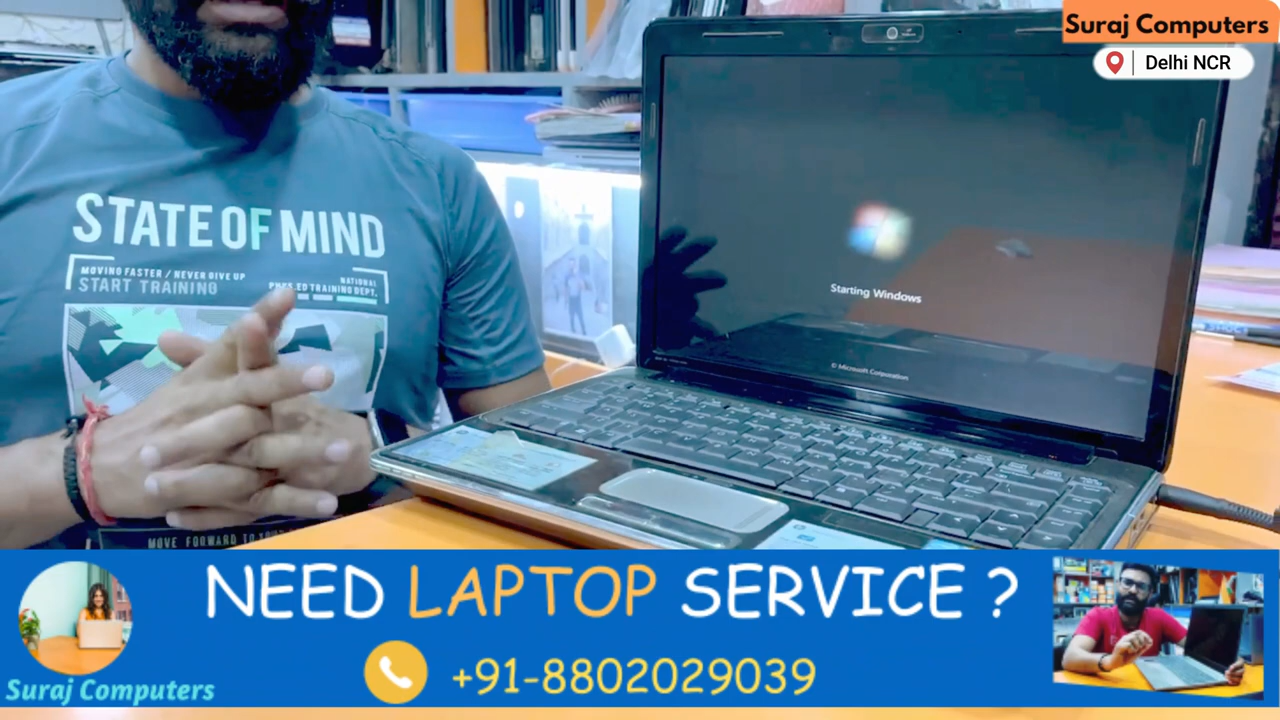 Suraj Computers
Delhi NCR
STATE OF MIND
MOVING FASTER / NEVER GIVE UP
START TRAINING
NATIONAL
TRAINING DEPT.
Starting Windows
© Microsoft Corporation
MOVE FORWARD TO
NEED LAPTOP SERVICE ?
+91-8802029039
Suraj Computers